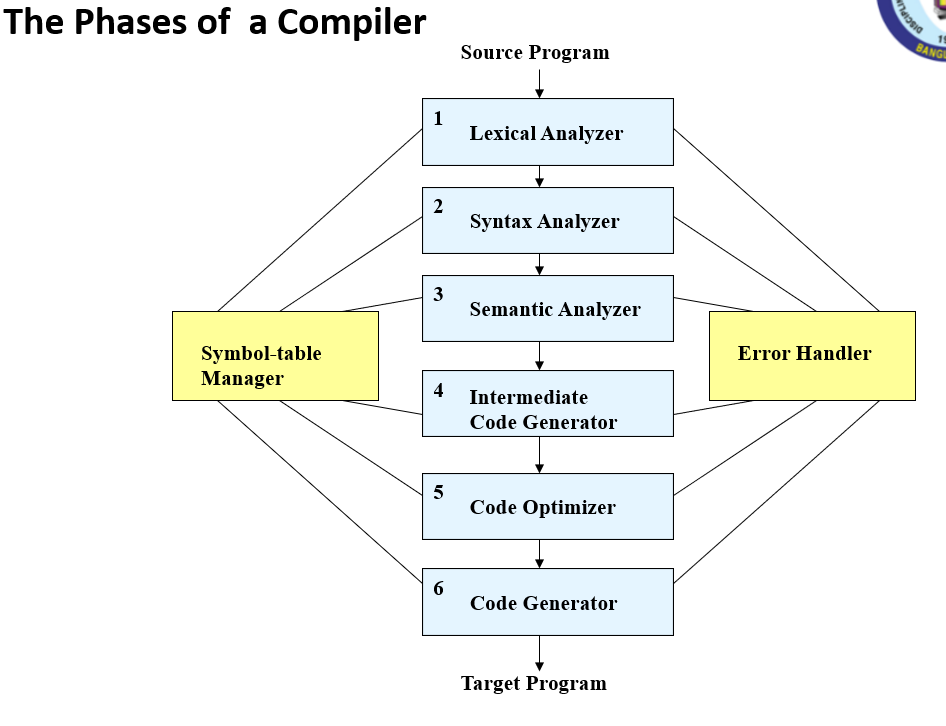 The Phases of  a Compiler
Source Program
1
Lexical Analyzer
2
Syntax Analyzer
3
Semantic Analyzer
Symbol-table
Manager
Error Handler
4
Intermediate
Code Generator
5
Code Optimizer
6
Code Generator
Target Program